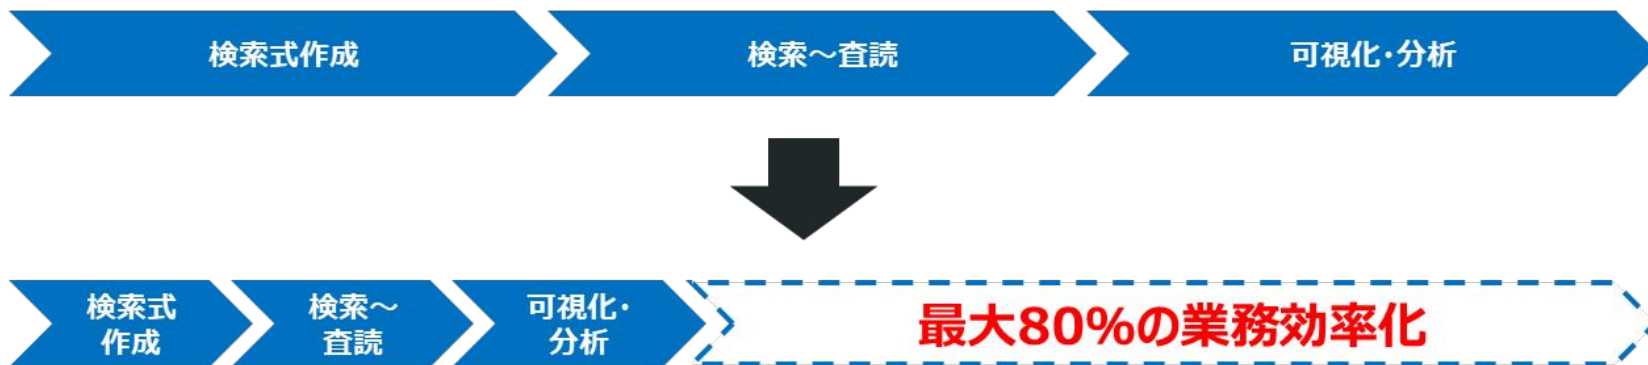 検索式作成
検索～査読
可視化・分析
検索式
作成
検索～
査読
可視化・
分析
最大80%の業務効率化